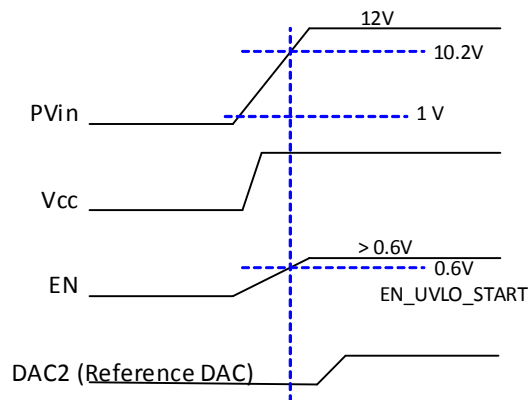 12V
10.2V
PVin
1 V
Vcc
> 0.6V
0.6V
EN
EN_UVLO_START
DAC2 (Reference DAC)